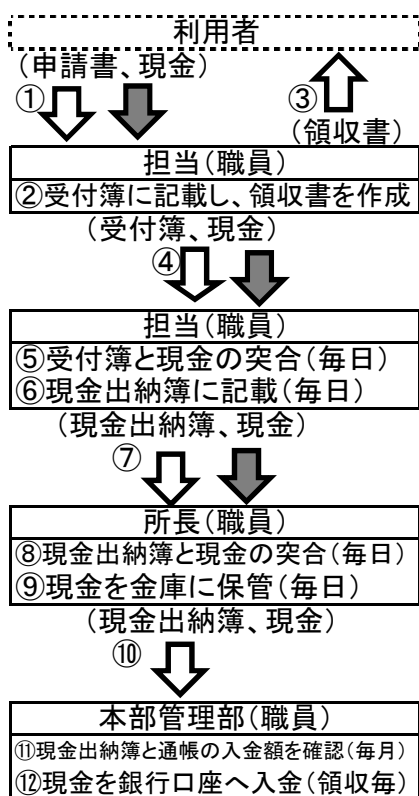 利用者
(申請書、現金)
① ③
(領収書)
担当(職員)
②受付簿に記載し、領収書を作成
(受付簿、現金)
④
担当(職員)
⑤受付簿と現金の突合(毎日)
⑥現金出納簿に記載(毎日)
(現金出納簿、現金)
⑦
所長(職員)
⑧現金出納簿と現金の突合(毎日)
⑨現金を金庫に保管(毎日)
(現金出納簿、現金)
⑩
本部管理部(職員)
⑪現金出納簿と通帳の入金額を確認(毎月)
⑫現金を銀行口座へ入金(領収毎)